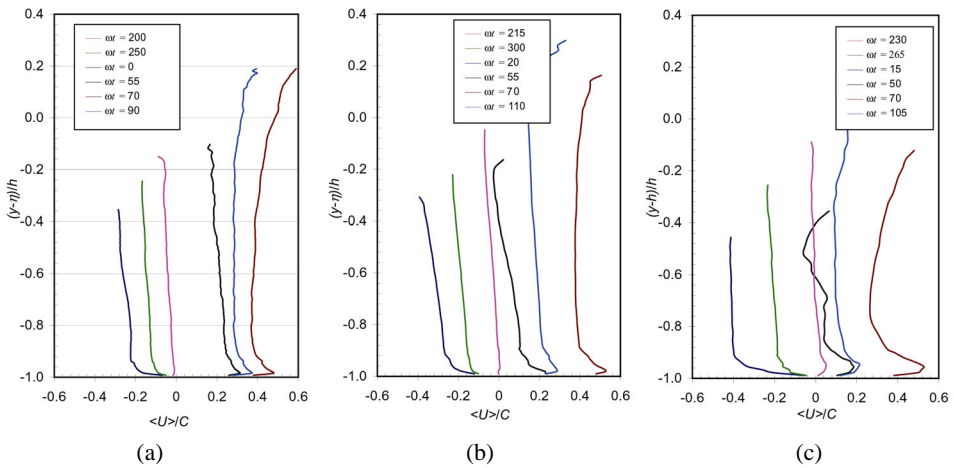 0.4
0.2
0.0
-0.2
-0.4
-0.6
-0.8
-1.0
(y-η)/h
ωt = 200
ωt = 250
ωt = 0
ωt = 55
ωt = 70
ωt = 90
-0.6 -0.4 -0.2 0 0.2 0.4 0.6
<U>/C
(a)
0.4
0.2
0.0
-0.2
-0.4
-0.6
-0.8
-1.0
(y-η)/h
ωt = 215
ωt = 300
ωt = 20
ωt = 55
ωt = 70
ωt = 110
-0.6 -0.4 -0.2 0 0.2 0.4 0.6
<U>/C
(b)
0.4
0.2
0.0
-0.2
-0.4
-0.6
-0.8
-1.0
(y-h)/h
ωt = 230
ωt = 265
ωt = 15
ωt = 50
ωt = 70
ωt = 105
-0.6 -0.4 -0.2 0 0.2 0.4 0.6
<U>/C
(c)